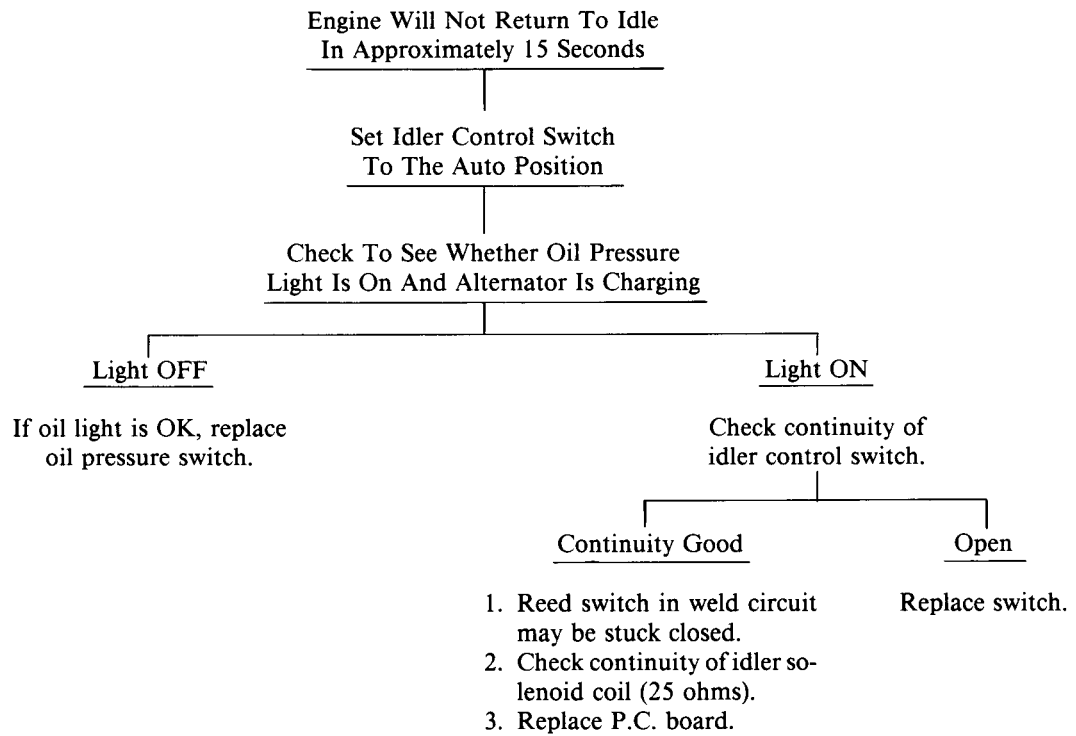 Engine Will Not Return To Idle
In Approximately 15 Seconds
Set Idler Control Switch
To The Auto Position
Check To See Whether Oil Pressure
Light Is On And Alternator Is Charging
Light OFF
If oil light is OK, replace
oil pressure switch.
Light ON
Check continuity of
idler control switch.
Continuity Good
1. Reed switch in weld circuit
may be stuck closed.
2. Check continuity of idler so-
lenoid coil (25 ohms).
3. Replace P.C. board.
Open
Replace switch.